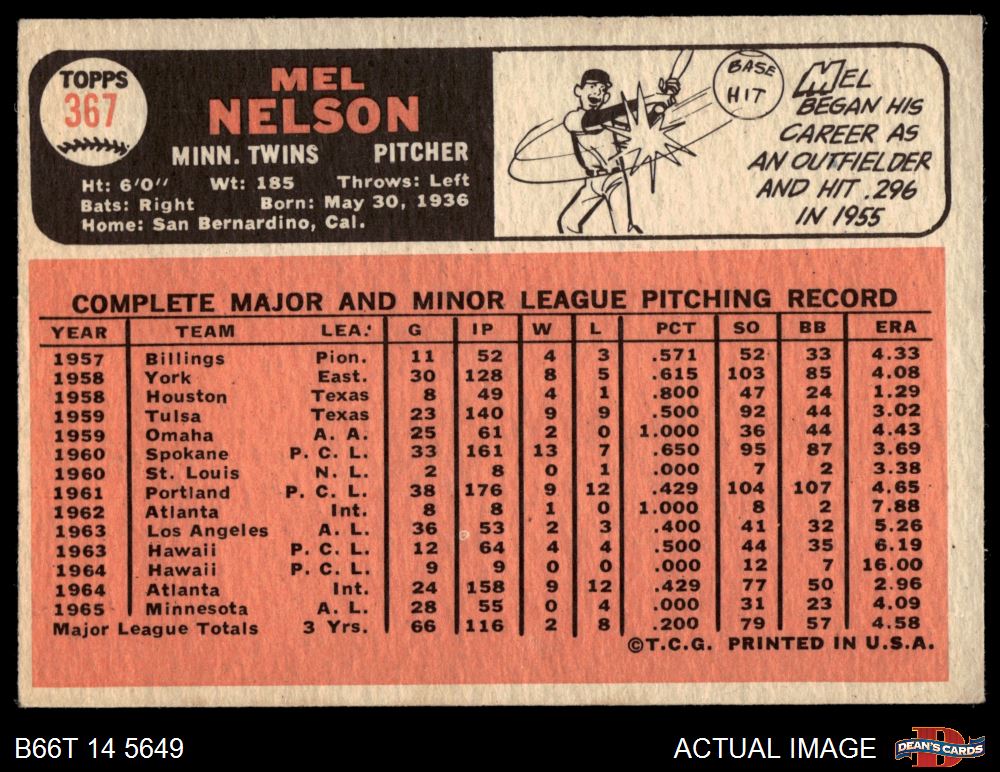 TOPPS
367
MEL
NELSON
MINN. TWINS PITCHER
Ht: 6'0" Wt: 185 Throws: Left
Bats: Right Born: May 30, 1936
Home: San Bernardino, Cal.
BASE
HIT
MEL
BEGAN HIS
CAREER AS
AN OUTFIELDER
AND HIT .296
IN 1955
COMPLETE MAJOR AND MINOR LEAGUE PITCHING RECORD
YEAR TEAM LEA. G IP W L PCT SO BB ERA
1957 Billings Pion. 11 52 4 3 .571 52 33 4.33
1958 York East. 30 128 8 5 .615 103 85 4.08
1958 Houston Texas 8 49 4 1 .800 47 24 1.29
1959 Tulsa Texas 23 140 9 9 .500 92 44 3.02
1959 Omaha A. A. 25 61 2 0 1.000 36 44 4.43
1960 Spokane P. C. L. 33 161 13 7 .650 95 87 3.69
1960 St. Louis N. L. 2 8 0 1 .000 7 2 3.38
1961 Portland P. C. L. 38 176 9 12 .429 104 107 4.65
1962 Atlanta Int. 8 8 1 0 1.000 8 2 7.88
1963 Los Angeles A. L. 36 53 2 3 .400 41 32 5.26
1963 Hawaii P. C. L. 12 64 4 4 .500 44 35 6.19
1964 Hawaii P. C. L. 9 9 0 0 .000 12 7 16.00
1964 Atlanta Int. 24 158 9 12 .429 77 50 2.96
1965 Minnesota A. L. 28 55 0 4 .000 31 23 4.09
Major League Totals 3 Yrs. 66 116 2 8 .200 79 57 4.58
©T.C.G. PRINTED IN U.S.A.
B66T 14 5649
ACTUAL IMAGE
DEAN'S CARDS